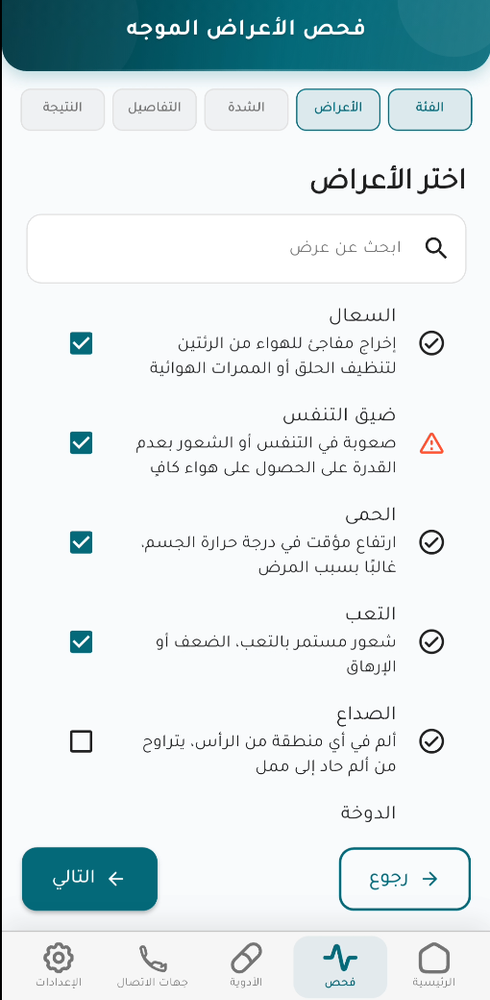 فحص الأعراض الموجه
الفئة
الأعراض
الشدة
التفاصيل
النتيجة
اختر الأعراض
ابحث عن عرض
السعال
إخراج مفاجئ للهواء من الرئتين
لتنظيف الحلق أو الممرات الهوائية
ضيق التنفس
صعوبة في التنفس أو الشعور بعدم
القدرة على الحصول على هواء كافٍ
الحمى
ارتفاع مؤقت في درجة حرارة الجسم،
غالبًا بسبب المرض
التعب
شعور مستمر بالتعب، الضعف أو
الإرهاق
الصداع
ألم في أي منطقة من الرأس، يتراوح
من ألم حاد إلى ممل
الدوخة
رجوع
التالي
الرئيسية
فحص
الأدوية
جهات الاتصال
الإعدادات